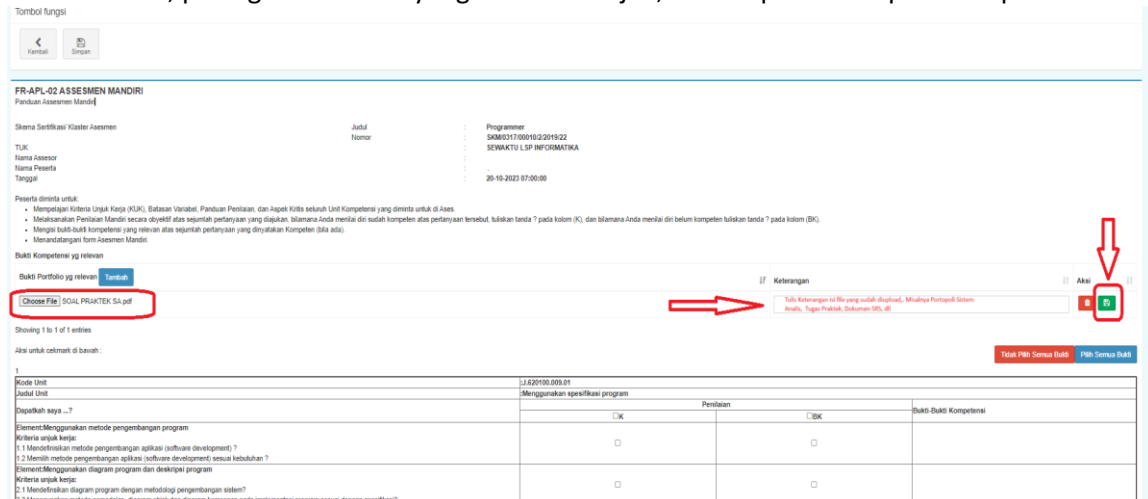 Tombol fungsi
Kembali
Simpan
FR-APL-02 ASSESMEN MANDIRI
Panduan Assesmen Mandiri
Skema Sertifikasi/ Klaster Asesmen Judul : Programmer
Nomor : SKM/0317/00010/2/2019/22
TUK : SEWAKTU LSP INFORMATIKA
Nama Assesor :
Nama Peserta : .
Tanggal : 20-10-2023 07:00:00
Peserta diminta untuk:
• Mempelajari Kriteria Unjuk Kerja (KUK), Batasan Variabel, Panduan Penilaian, dan Aspek Kritis seluruh Unit Kompetensi yang diminta untuk di Ases.
• Melaksanakan Penilaian Mandiri secara obyektif atas sejumlah pertanyaan yang diajukan, bilamana Anda menilai diri sudah kompeten atas pertanyaan tersebut, tuliskan tanda ? pada kolom (K), dan bilamana Anda menilai diri belum kompeten tuliskan tanda ? pada kolom (BK).
• Mengisi bukti-bukti kompetensi yang relevan atas sejumlah pertanyaan yang dinyatakan Kompeten (bila ada).
• Menandatangani form Asesmen Mandiri.
Bukti Kompetensi yg relevan
Bukti Portfolio yg relevan Tambah Keterangan Aksi
Choose File SOAL PRAKTEK SA.pdf
Tulis Keterangan isi file yang sudah diupload,. Misalnya Portopoli Sistem
Analis, Tugas Praktek, Dokumen SRS, dll
Showing 1 to 1 of 1 entries
Aksi untuk cekmark di bawah :
Tidak Pilih Semua Bukti Pilih Semua Bukti
1
Kode Unit :J.620100.009.01
Judul Unit :Menggunakan spesifikasi program
Dapatkah saya ...? Penilaian Bukti-Bukti Kompetensi
K BK
Element:Menggunakan metode pengembangan program
Kriteria unjuk kerja:
1.1 Mendefinisikan metode pengembangan aplikasi (software development) ?
1.2 Memilih metode pengembangan aplikasi (software development) sesuai kebutuhan ?
Element:Menggunakan diagram program dan deskripsi program
Kriteria unjuk kerja:
2.1 Mendefinisikan diagram program dengan metodologi pengembangan sistem?